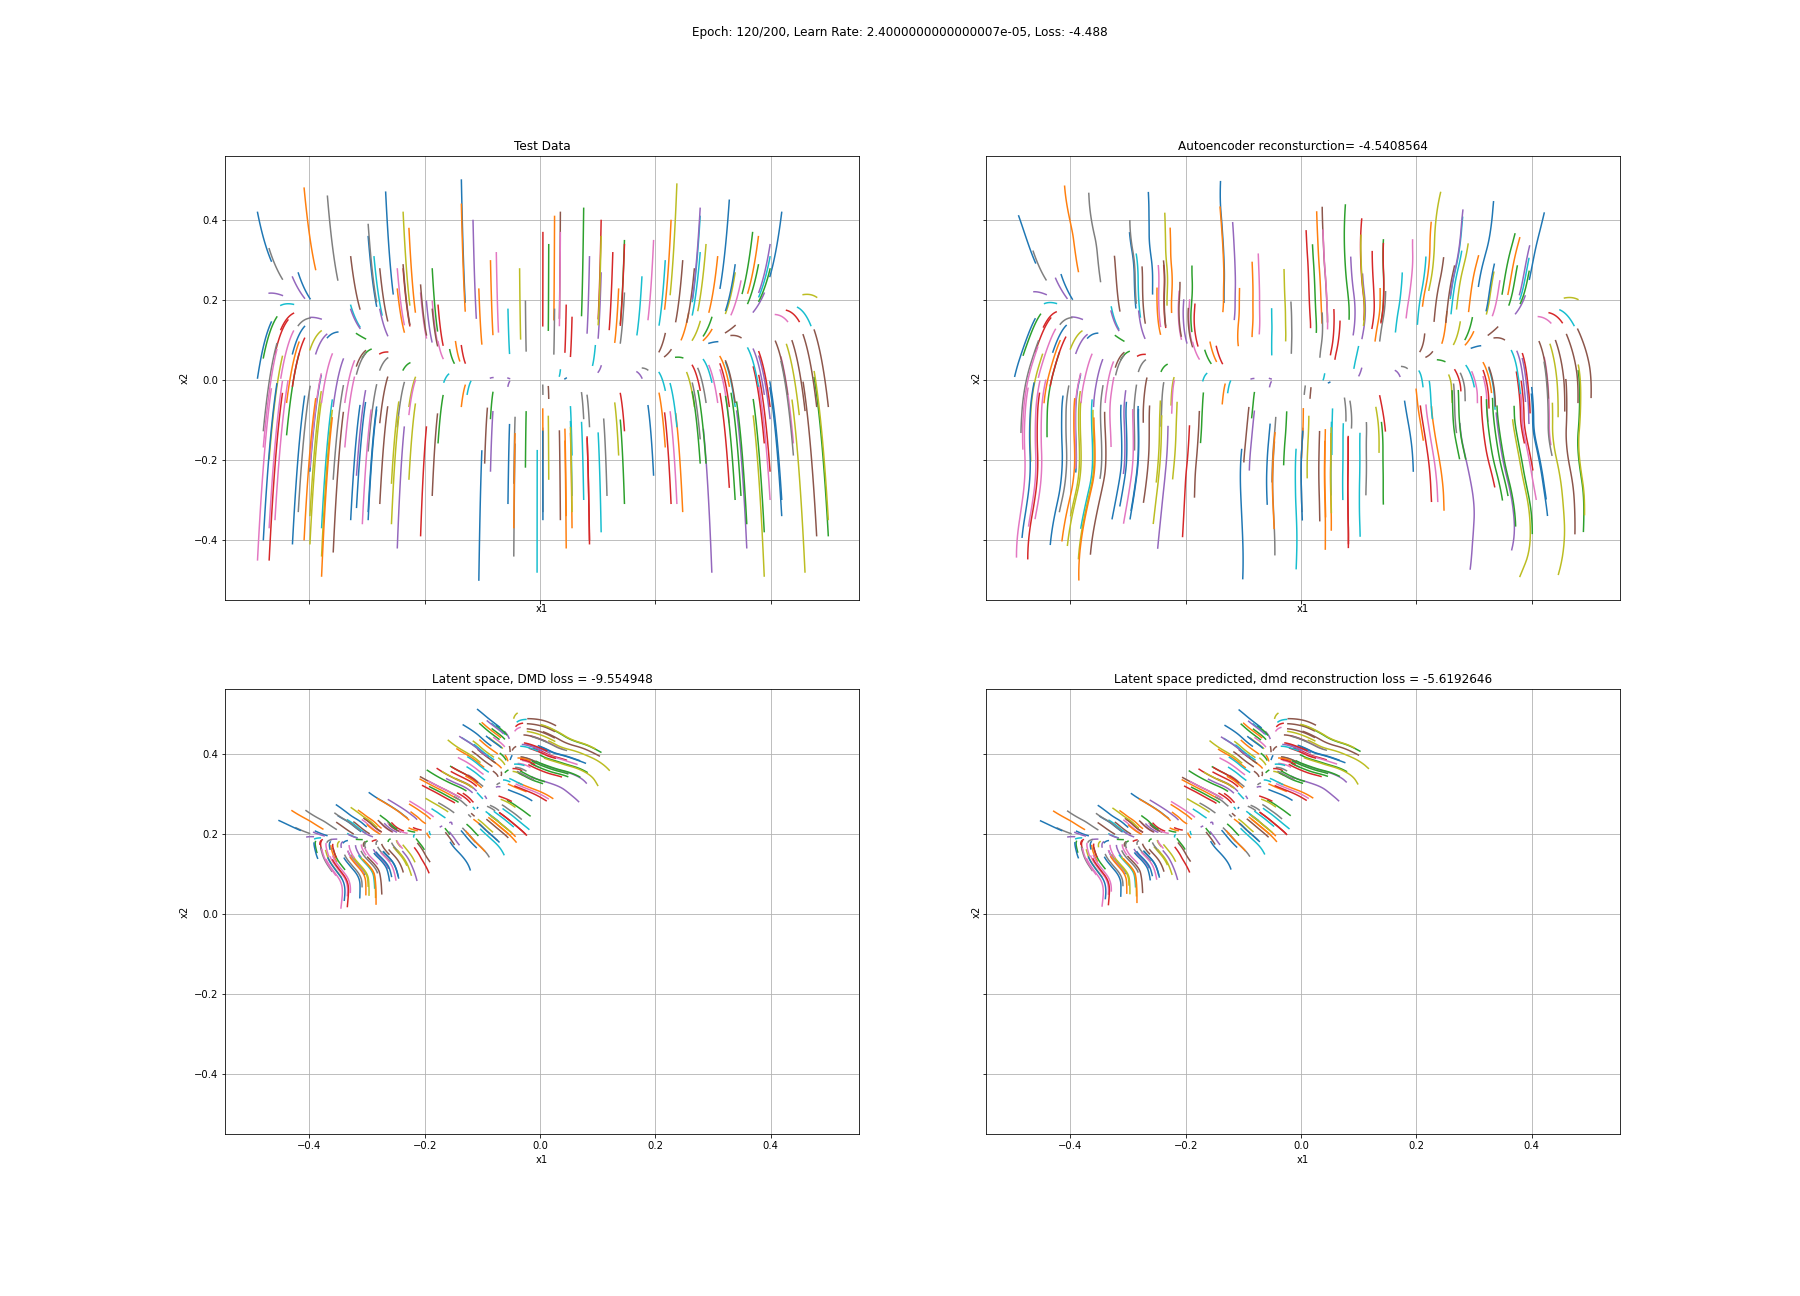 Epoch: 120/200, Learn Rate: 2.4000000000000007e-05, Loss: -4.488
Test Data
0.4
0.2
0.0
−0.2
−0.4
x2
x1
Autoencoder reconsturction= -4.5408564
x2
x1
Latent space, DMD loss = -9.554948
0.4
0.2
0.0
−0.2
−0.4
x2
−0.4 −0.2 0.0 0.2 0.4
x1
Latent space predicted, dmd reconstruction loss = -5.6192646
x2
−0.4 −0.2 0.0 0.2 0.4
x1